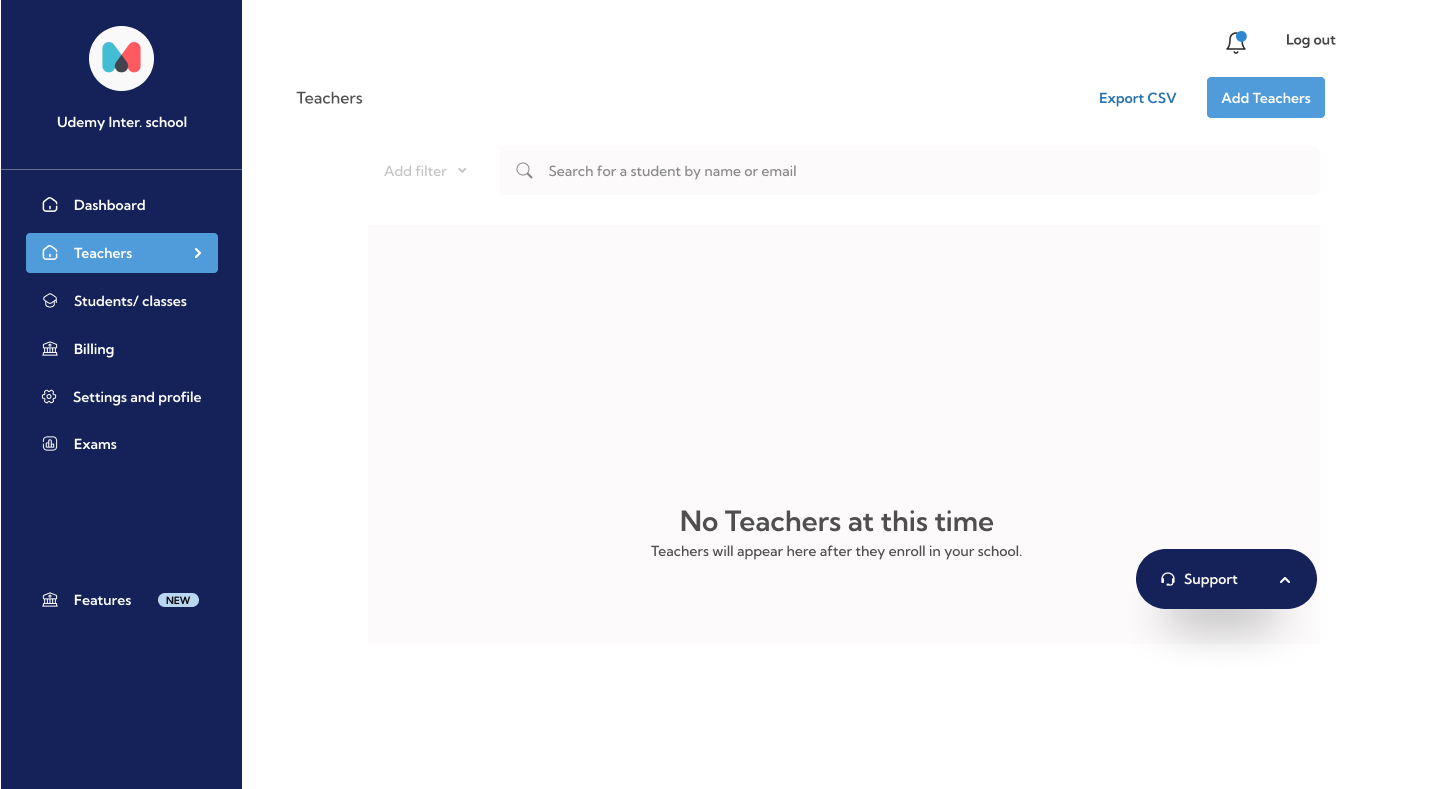 Udemy Inter. school
Dashboard
Teachers
Students/ classes
Billing
Settings and profile
Exams
Features NEW
Log out
Teachers
Export CSV
Add Teachers
Add filter
Search for a student by name or email
No Teachers at this time
Teachers will appear here after they enroll in your school.
Support